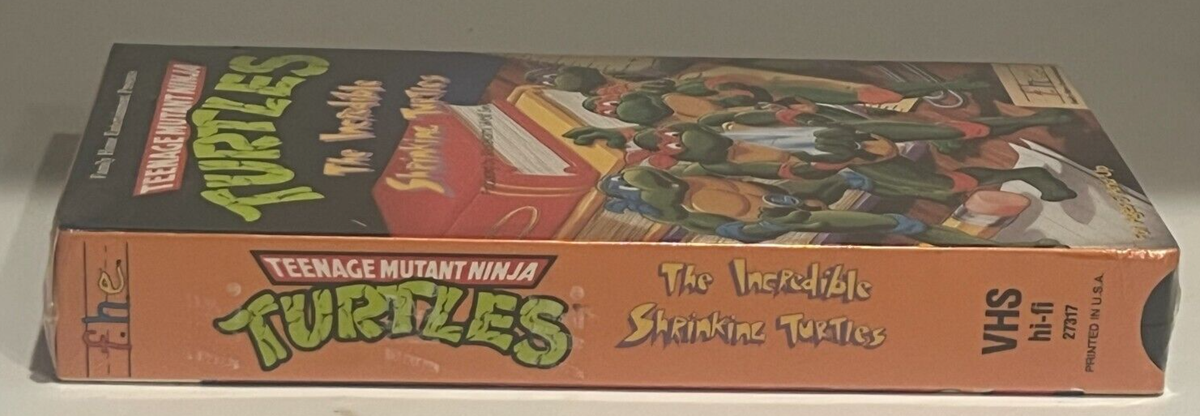 Family Home Entertainment Presents
TEENAGE MUTANT NINJA
TURTLES
The Incredible
Shrinking Turtles
f.h.e
TEENAGE MUTANT NINJA
TURTLES
The Incredible
Shrinking Turtles
VHS
hi-fi
27317
PRINTED IN U.S.A.